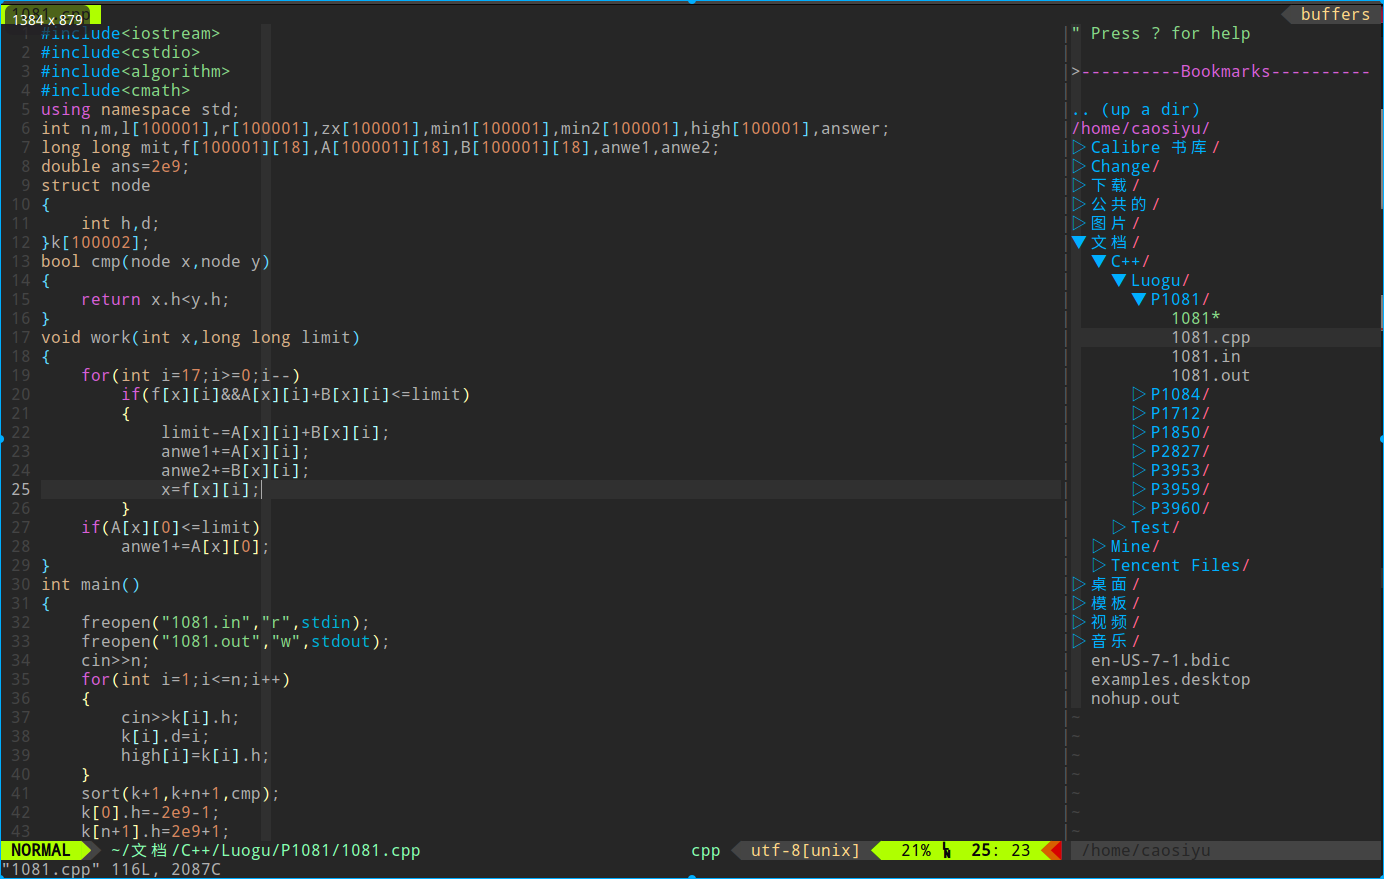 1384 x 879
buffers
1 #include<iostream>
2 #include<cstdio>
3 #include<algorithm>
4 #include<cmath>
5 using namespace std;
6 int n,m,l[100001],r[100001],zx[100001],min1[100001],min2[100001],high[100001],answer;
7 long long mit,f[100001][18],A[100001][18],B[100001][18],anwe1,anwe2;
8 double ans=2e9;
9 struct node
10 {
11     int h,d;
12 }k[100002];
13 bool cmp(node x,node y)
14 {
15     return x.h<y.h;
16 }
17 void work(int x,long long limit)
18 {
19     for(int i=17;i>=0;i--)
20         if(f[x][i]&&A[x][i]+B[x][i]<=limit)
21         {
22             limit-=A[x][i]+B[x][i];
23             anwe1+=A[x][i];
24             anwe2+=B[x][i];
25             x=f[x][i];
26         }
27     if(A[x][0]<=limit)
28         anwe1+=A[x][0];
29 }
30 int main()
31 {
32     freopen("1081.in","r",stdin);
33     freopen("1081.out","w",stdout);
34     cin>>n;
35     for(int i=1;i<=n;i++)
36     {
37         cin>>k[i].h;
38         k[i].d=i;
39         high[i]=k[i].h;
40     }
41     sort(k+1,k+n+1,cmp);
42     k[0].h=-2e9-1;
43     k[n+1].h=2e9+1;
" Press ? for help
>----------Bookmarks----------
.. (up a dir)
/home/caosiyu/
▷Calibre 书库/
▷Change/
▷下载/
▷公共的/
▷图片/
▼文档/
▼C++/
▼Luogu/
▼P1081/
1081*
1081.cpp
1081.in
1081.out
▷P1084/
▷P1712/
▷P1850/
▷P2827/
▷P3953/
▷P3959/
▷P3960/
▷Test/
▷Mine/
▷Tencent Files/
▷桌面/
▷模板/
▷视频/
▷音乐/
en-US-7-1.bdic
examples.desktop
nohup.out
~
~
~
~
~
~
~
NORMAL ~/文档/C++/Luogu/P1081/1081.cpp cpp utf-8[unix] 21% 25: 23 /home/caosiyu
"1081.cpp" 116L, 2087C